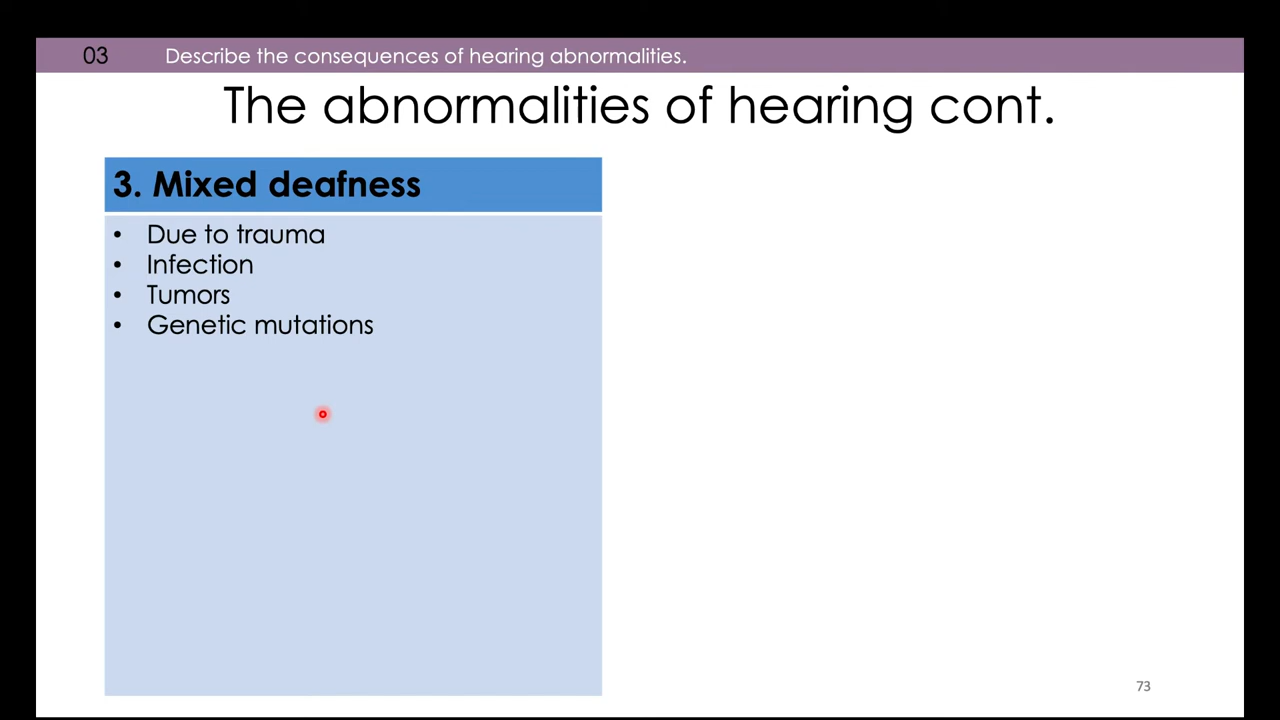 03 Describe the consequences of hearing abnormalities.
The abnormalities of hearing cont.
3. Mixed deafness
• Due to trauma
• Infection
• Tumors
• Genetic mutations
73